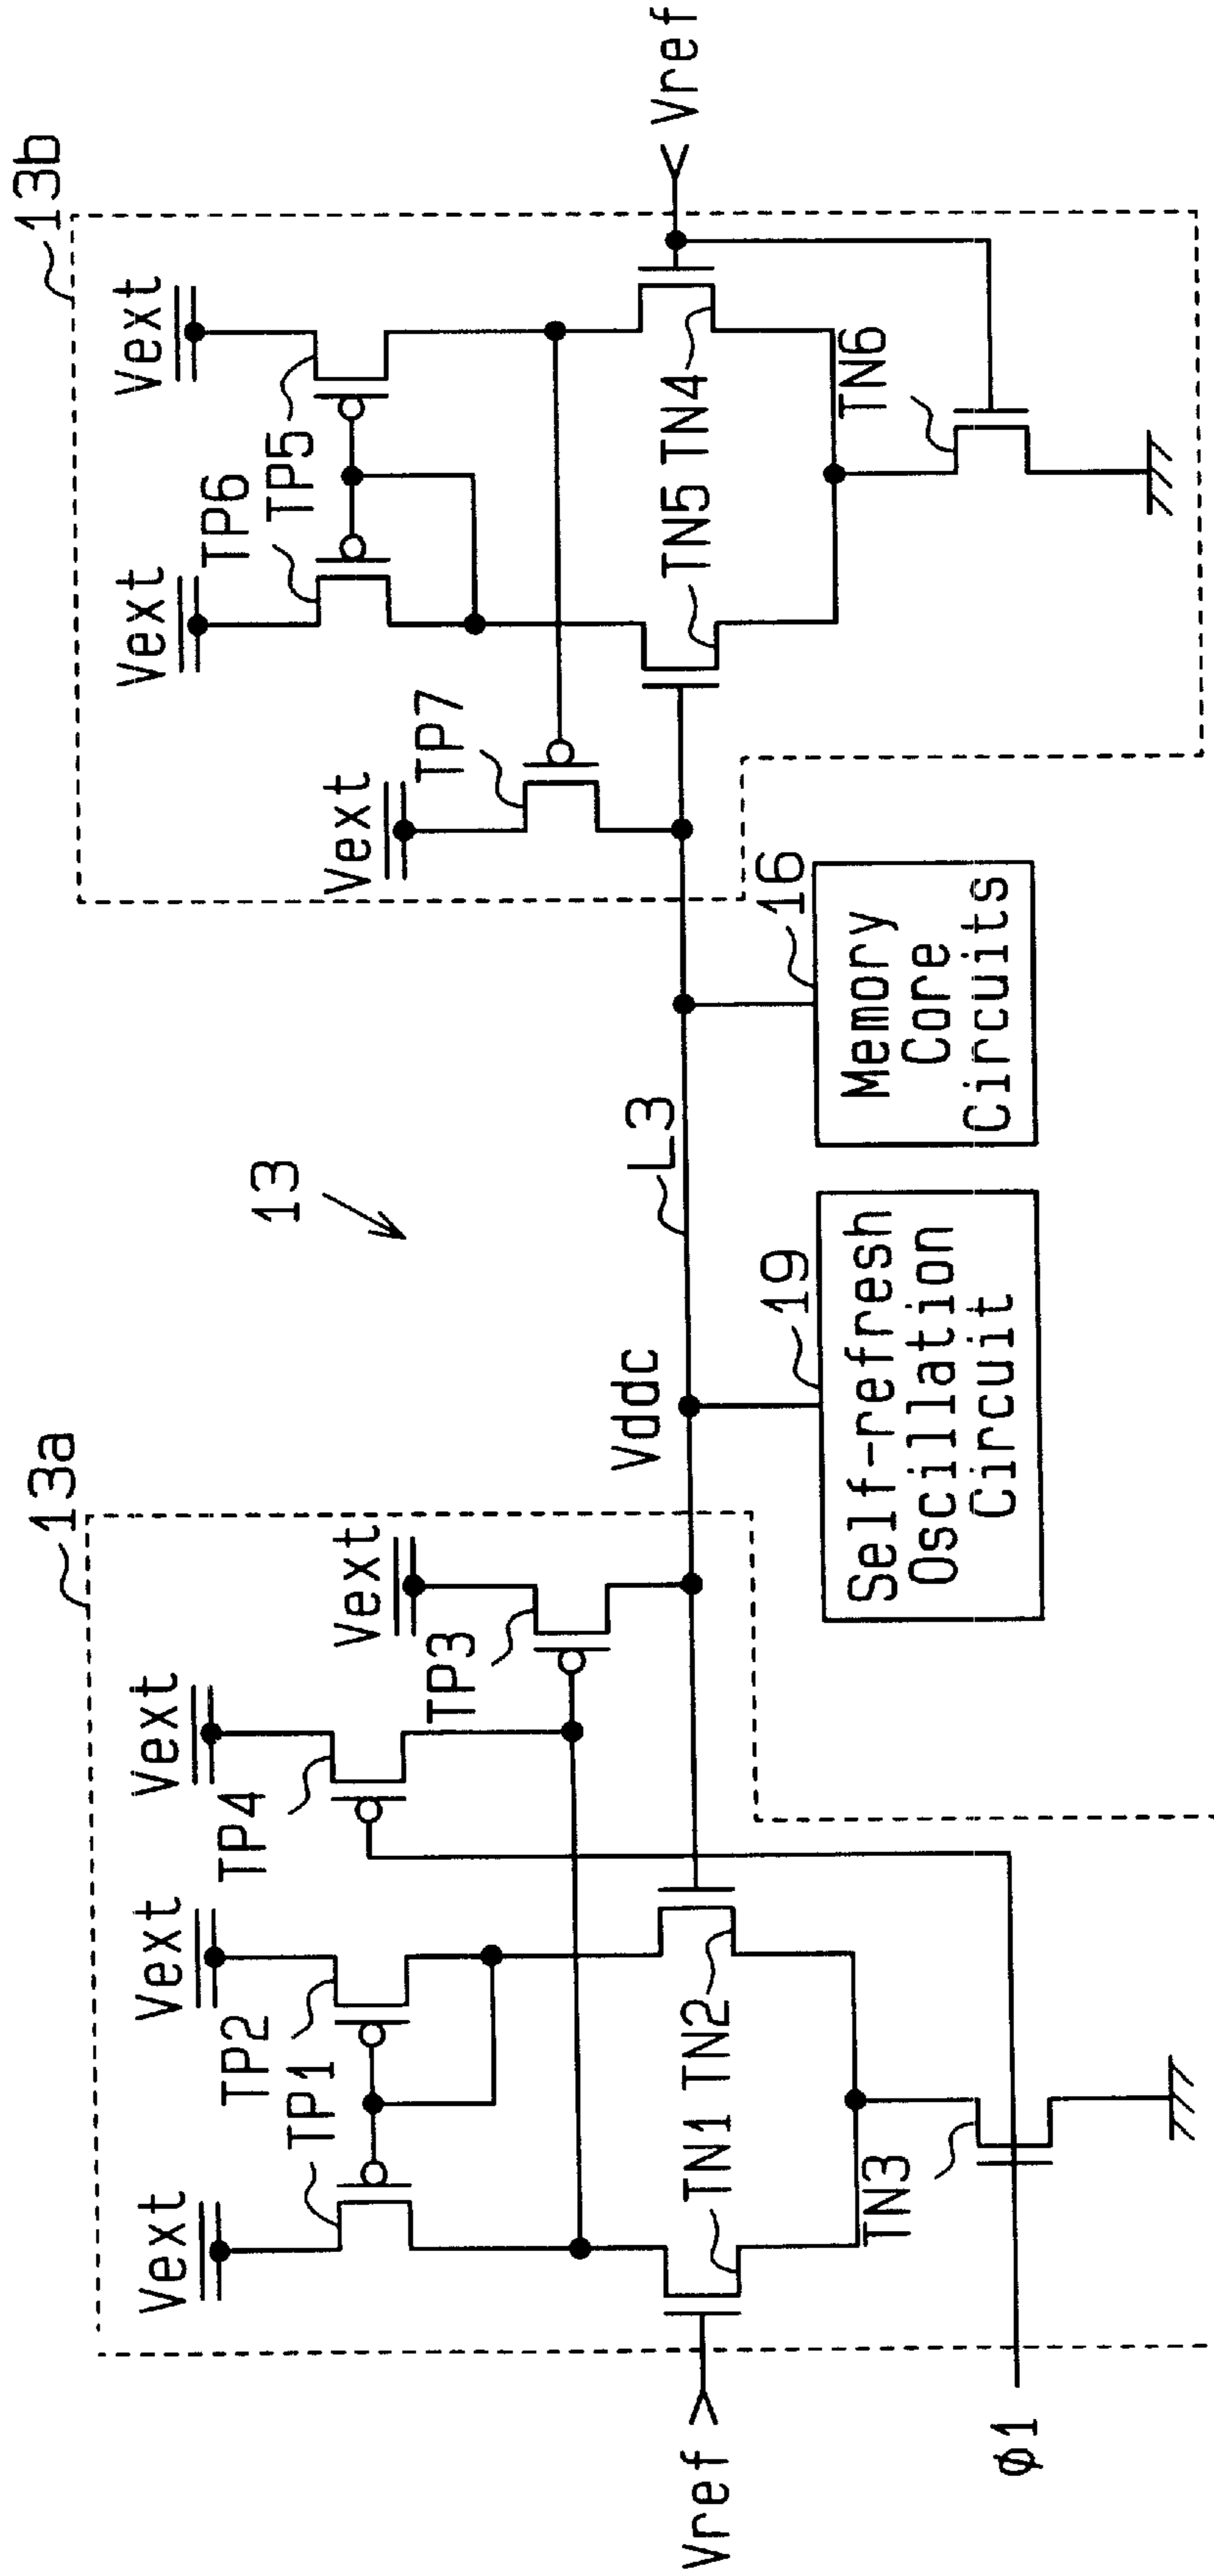 13
13a
13b
Vext
Vext
Vext
Vext
Vext
Vext
Vext
TP1
TP2
TP4
TP3
TP7
TP6
TP5
Vref
TN1 TN2
Vddc
L3
TN5 TN4
Vref
TN3
19
16
TN6
Self-refresh
Oscillation
Circuit
Memory
Core
Circuits
φ1